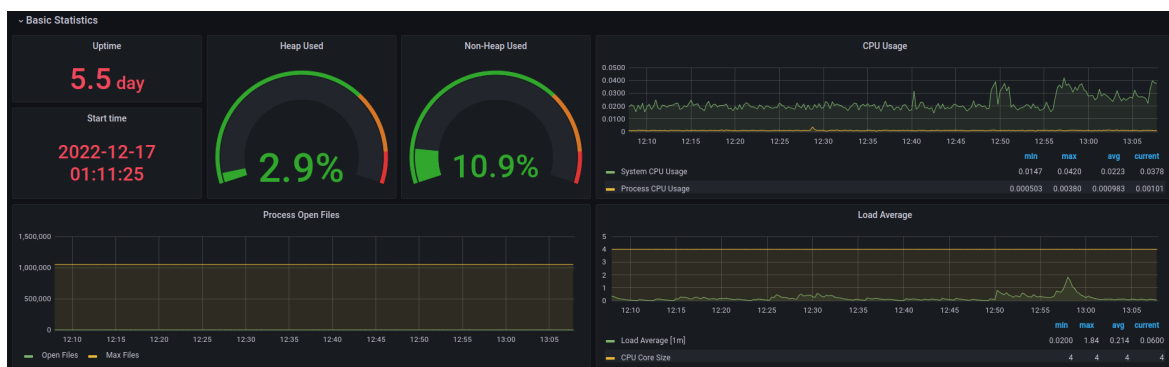 Basic Statistics
Uptime
5.5 day
Start time
2022-12-17
01:11:25
Heap Used
2.9%
Non-Heap Used
10.9%
CPU Usage
0.0500
0.0400
0.0300
0.0200
0.0100
0
12:10 12:15 12:20 12:25 12:30 12:35 12:40 12:45 12:50 12:55 13:00 13:05
min max avg current
System CPU Usage 0.0147 0.0420 0.0223 0.0378
Process CPU Usage 0.000503 0.00380 0.000983 0.00101
Process Open Files
1,500,000
1,000,000
500,000
0
12:10 12:15 12:20 12:25 12:30 12:35 12:40 12:45 12:50 12:55 13:00 13:05
Open Files Max Files
Load Average
5
4
3
2
1
0
12:10 12:15 12:20 12:25 12:30 12:35 12:40 12:45 12:50 12:55 13:00 13:05
min max avg current
Load Average [1m] 0.0200 1.84 0.214 0.0600
CPU Core Size 4 4 4 4